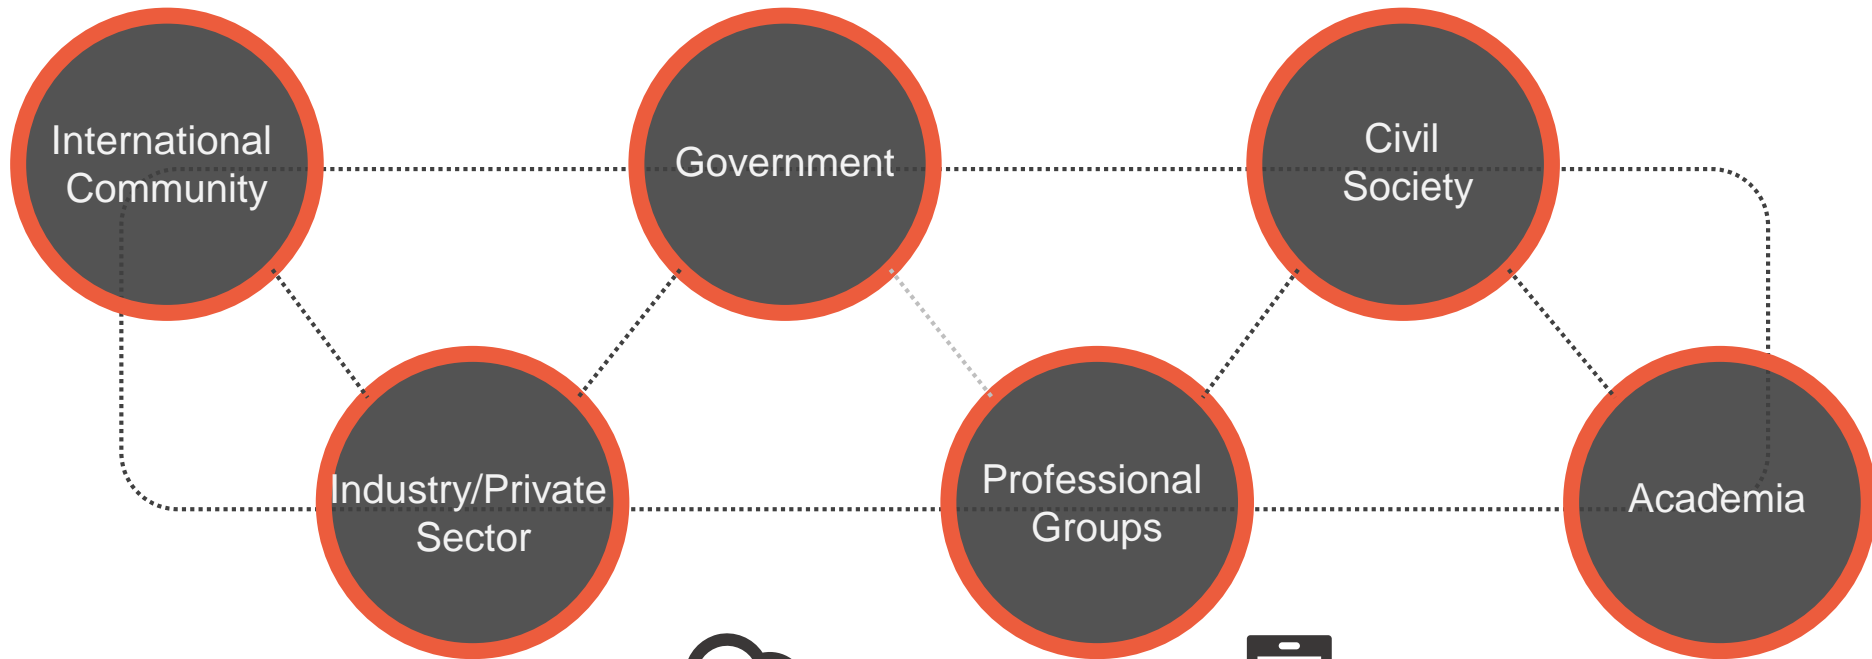 International
Community
Government
Civil
Society
Industry/Private
Sector
Professional
Groups
Academia